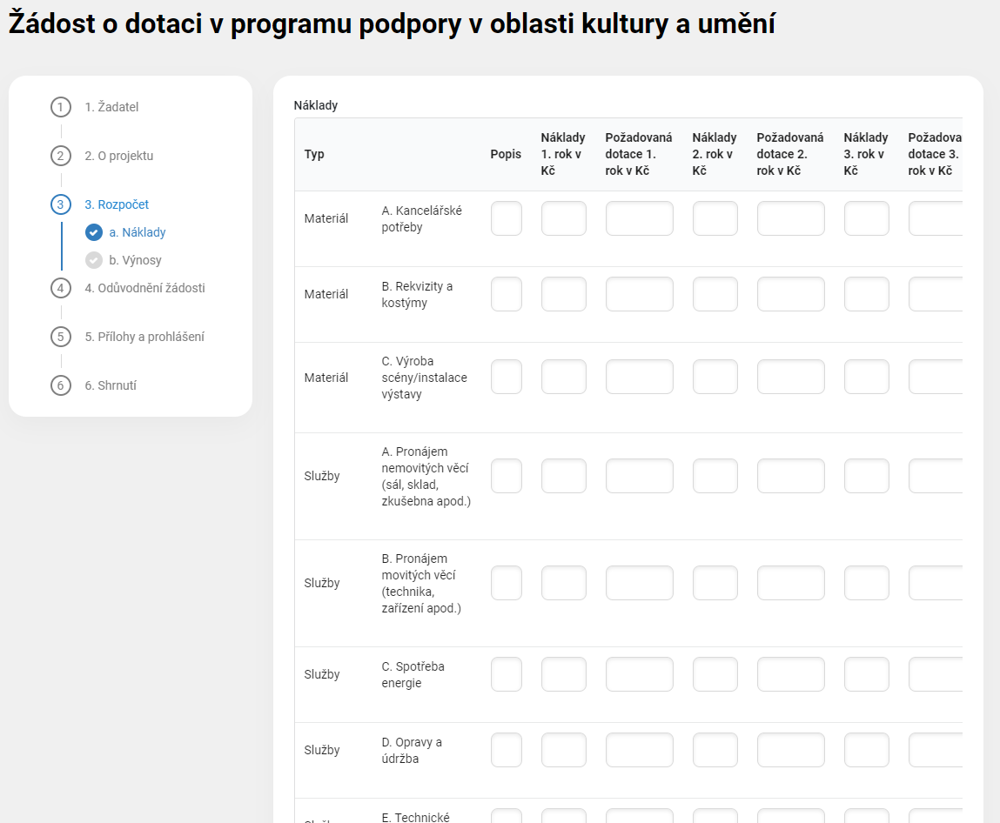 Žádost o dotaci v programu podpory v oblasti kultury a umění
1
1. Žadatel
2
2. O projektu
3
3. Rozpočet
a. Náklady
b. Výnosy
4
4. Odůvodnění žádosti
5
5. Přílohy a prohlášení
6
6. Shrnutí
Náklady
Typ
Popis
Náklady
1. rok v
Kč
Požadovaná
dotace 1.
rok v Kč
Náklady
2. rok v
Kč
Požadovaná
dotace 2.
rok v Kč
Náklady
3. rok v
Kč
Požadova
dotace 3.
rok v Kč
Materiál
A. Kancelářské
potřeby
Materiál
B. Rekvizity a
kostýmy
Materiál
C. Výroba
scény/instalace
výstavy
Služby
A. Pronájem
nemovitých věcí
(sál, sklad,
zkušebna apod.)
Služby
B. Pronájem
movitých věcí
(technika,
zařízení apod.)
Služby
C. Spotřeba
energie
Služby
D. Opravy a
údržba
E. Technické